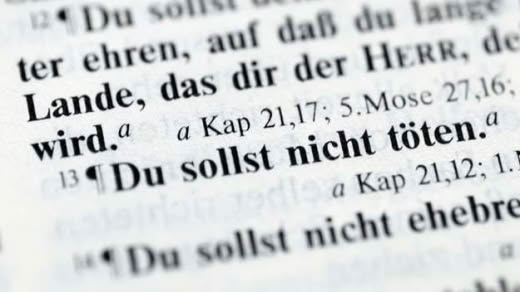 12 ¶Du sollst
ter ehren, auf daß du lange
Lande, das dir der HERR, de
wird.a a Kap 21,17; 5.Mose 27,16;
13 ¶Du sollst nicht töten.a
a Kap 21,12; 1.
14 ¶Du sollst nicht ehebre
a